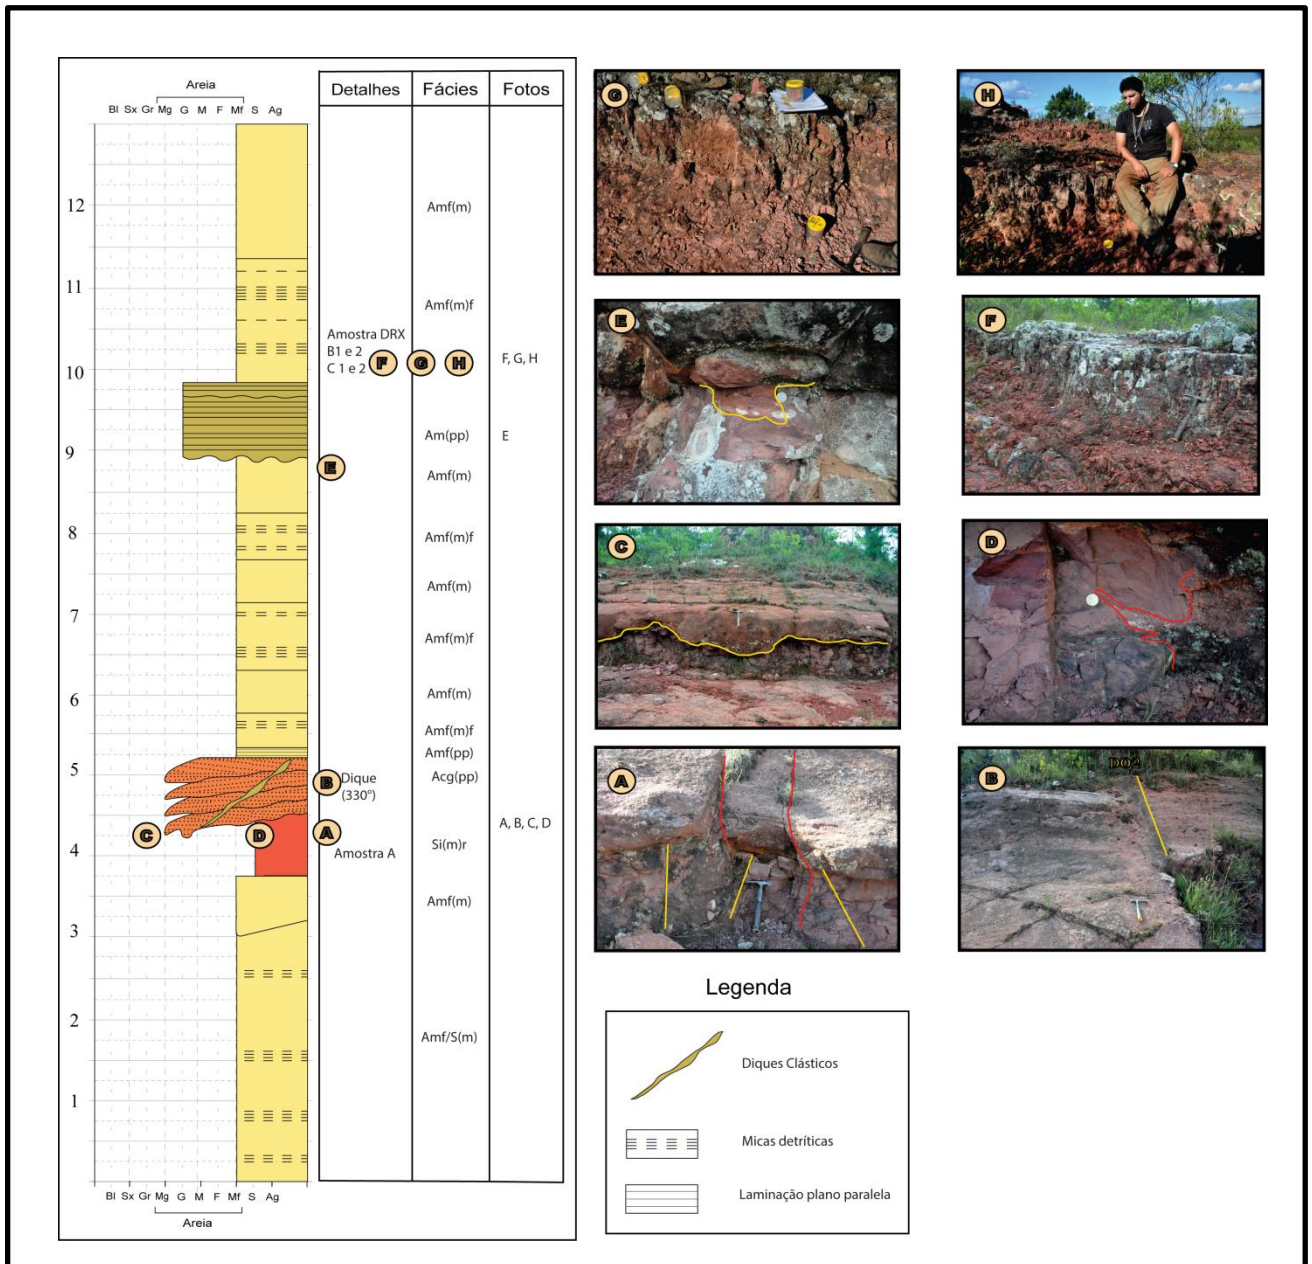 Areia
Bl Sx Gr Mg G M F Mf S Ag
Detalhes Fácies Fotos
12
Amf(m)
11
Amf(m)f
Amostra DRX
B1 e 2
C 1 e 2
F G H
F, G, H
10
Am(pp) E
9
E
Amf(m)
8
Amf(m)f
Amf(m)
7
Amf(m)f
6
Amf(m)
Amf(m)f
Amf(pp)
5
B Dique
(330°)
Acg(pp)
C D A
A, B, C, D
4
Amostra A
Si(m)r
Amf(m)
3
2
Amf/S(m)
1
Bl Sx Gr Mg G M F Mf S Ag
Areia
G
H
E
F
C
D
A
B
DO2
Legenda
Diques Clásticos
Micas detríticas
Laminação plano paralela